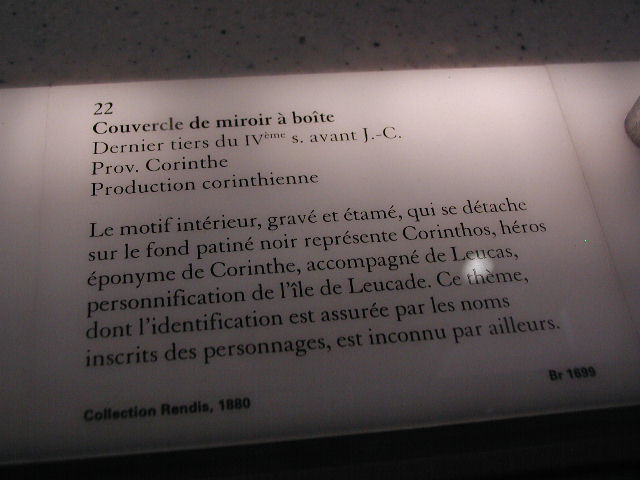 22
Couvercle de miroir à boîte
Dernier tiers du IVème s. avant J.-C.
Prov. Corinthe
Production corinthienne
Le motif intérieur, gravé et étamé, qui se détache
sur le fond patiné noir représente Corinthos, héros
éponyme de Corinthe, accompagné de Leucas,
personnification de l'île de Leucade. Ce thème,
dont l'identification est assurée par les noms
inscrits des personnages, est inconnu par ailleurs.
Collection Rendis, 1880
Br 1699